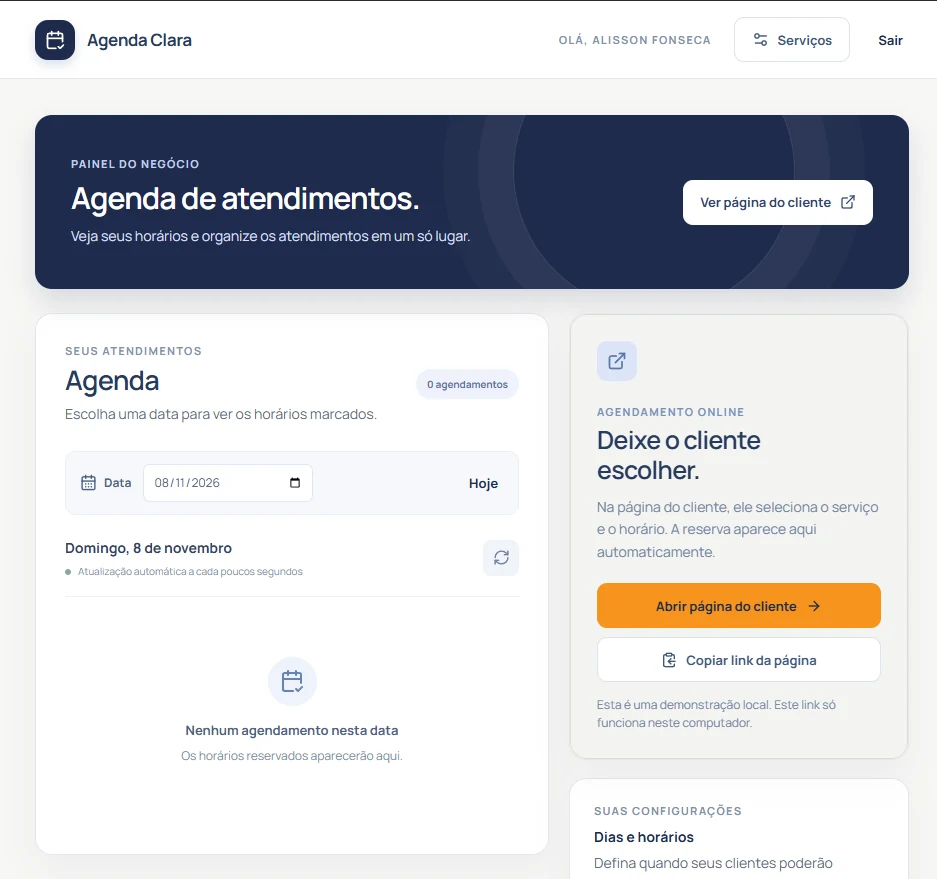 Agenda Clara
OLÁ, ALISSON FONSECA
Serviços
Sair
PAINEL DO NEGÓCIO
Agenda de atendimentos.
Veja seus horários e organize os atendimentos em um só lugar.
Ver página do cliente
SEUS ATENDIMENTOS
Agenda
0 agendamentos
Escolha uma data para ver os horários marcados.
Data
08/11/2026
Hoje
Domingo, 8 de novembro
Atualização automática a cada poucos segundos
Nenhum agendamento nesta data
Os horários reservados aparecerão aqui.
AGENDAMENTO ONLINE
Deixe o cliente
escolher.
Na página do cliente, ele seleciona o serviço
e o horário. A reserva aparece aqui
automaticamente.
Abrir página do cliente
Copiar link da página
Esta é uma demonstração local. Este link só
funciona neste computador.
SUAS CONFIGURAÇÕES
Dias e horários
Defina quando seus clientes poderão